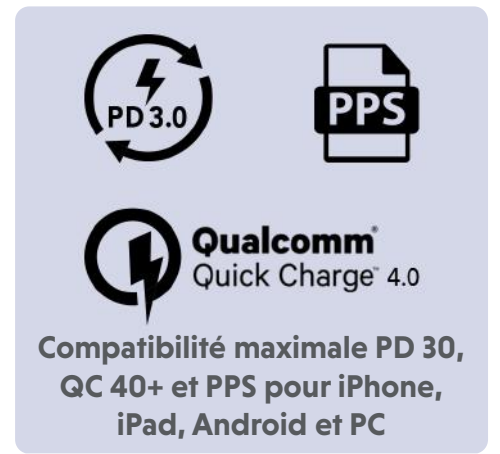 PD 3.0
PPS
Qualcomm®
Quick Charge™ 4.0
Compatibilité maximale PD 30,
QC 40+ et PPS pour iPhone,
iPad, Android et PC